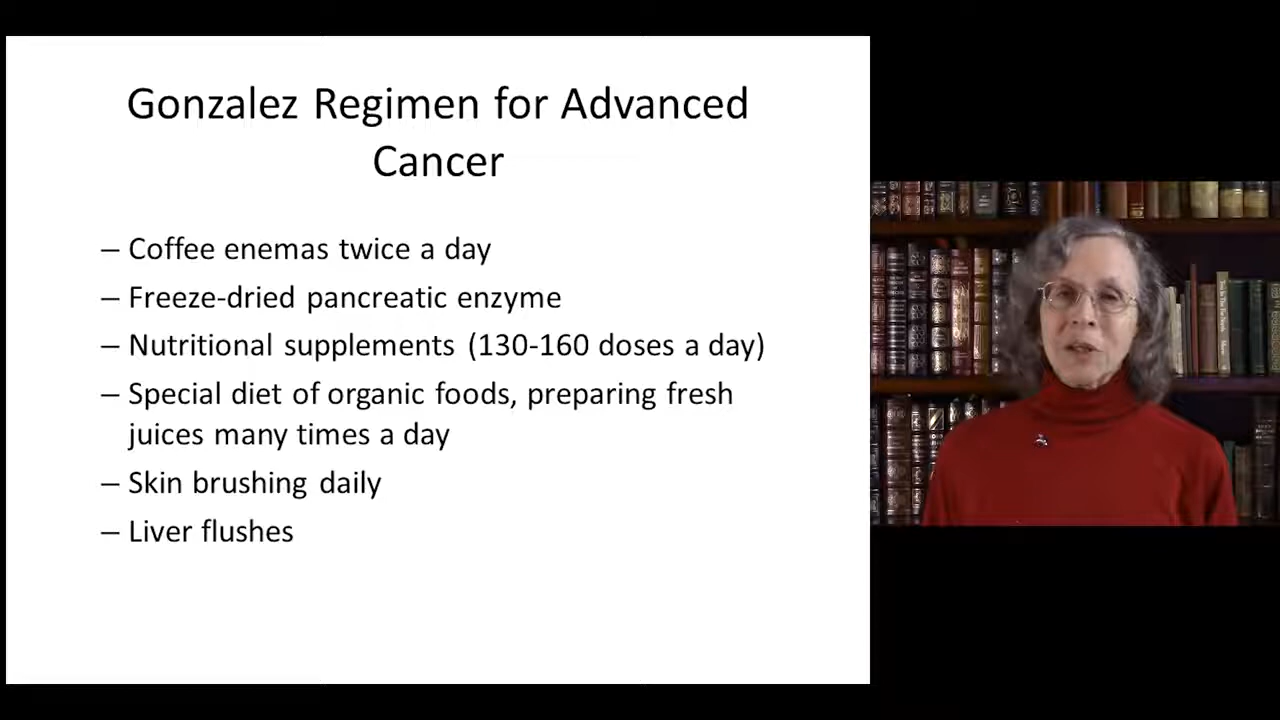 Gonzalez Regimen for Advanced
Cancer
– Coffee enemas twice a day
– Freeze-dried pancreatic enzyme
– Nutritional supplements (130-160 doses a day)
– Special diet of organic foods, preparing fresh
juices many times a day
– Skin brushing daily
– Liver flushes